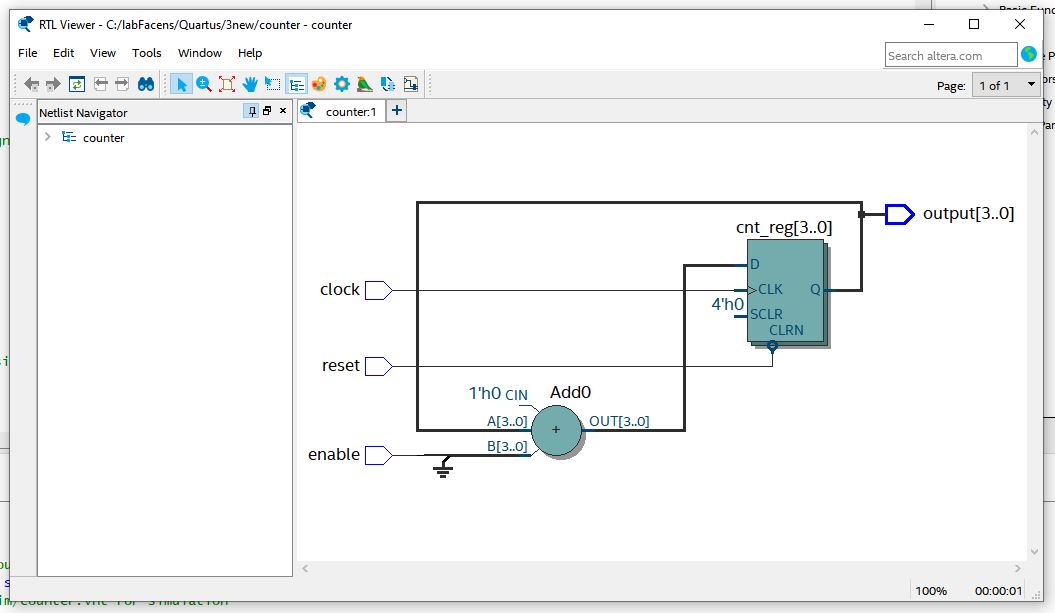 RTL Viewer - C:/labFacens/Quartus/3new/counter - counter
File Edit View Tools Window Help
Search altera.com
Page: 1 of 1
Netlist Navigator
counter:1
counter
output[3..0]
cnt_reg[3..0]
D
clock
CLK
Q
4'h0
SCLR
CLRN
reset
1'h0 CIN
Add0
A[3..0]
+
OUT[3..0]
B[3..0]
enable
100%
00:00:01